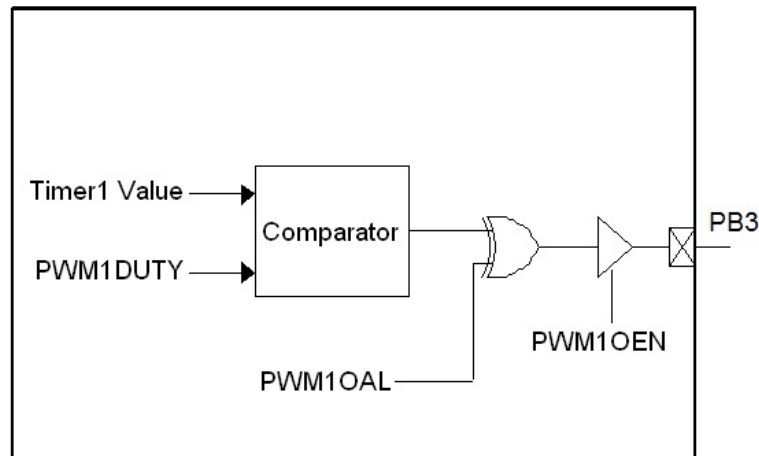 Timer1 Value
Comparator
PWM1DUTY
PWM1OAL
PWM1OEN
PB3